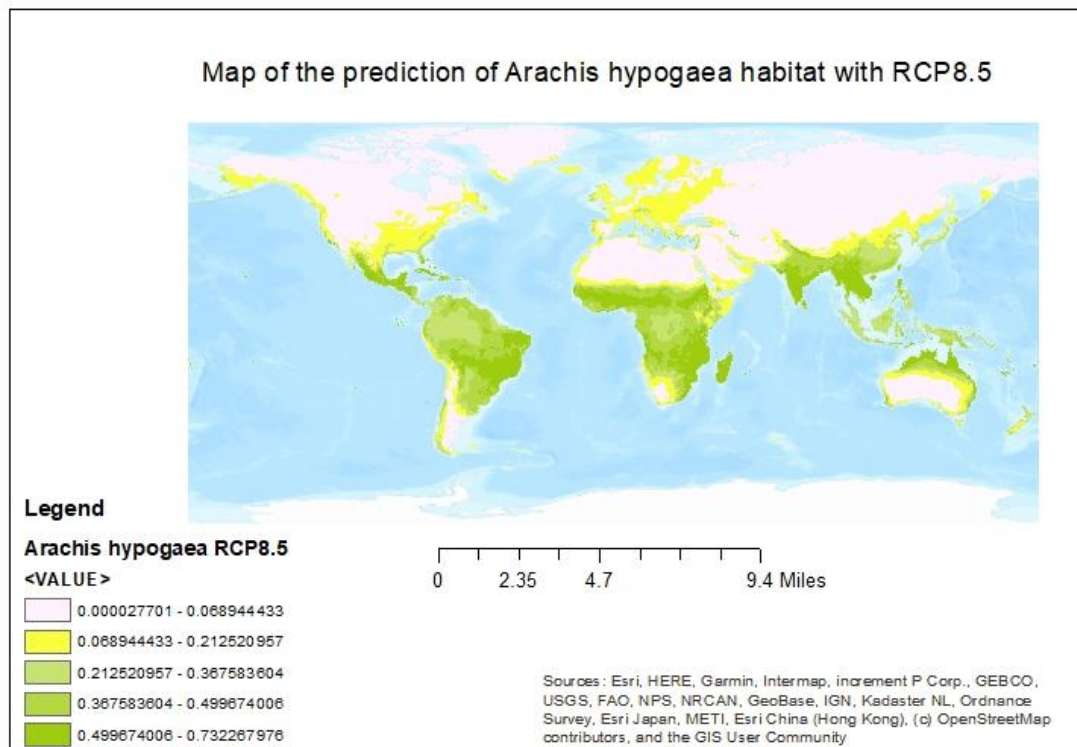 Map of the prediction of Arachis hypogaea habitat with RCP8.5
Legend
Arachis hypogaea RCP8.5
<VALUE>
0.000027701 - 0.068944433
0.068944433 - 0.212520957
0.212520957 - 0.367583604
0.367583604 - 0.499674006
0.499674006 - 0.732267976
0 2.35 4.7 9.4 Miles
Sources: Esri, HERE, Garmin, Intermap, increment P Corp., GEBCO,
USGS, FAO, NPS, NRCAN, GeoBase, IGN, Kadaster NL, Ordnance
Survey, Esri Japan, METI, Esri China (Hong Kong), (c) OpenStreetMap
contributors, and the GIS User Community